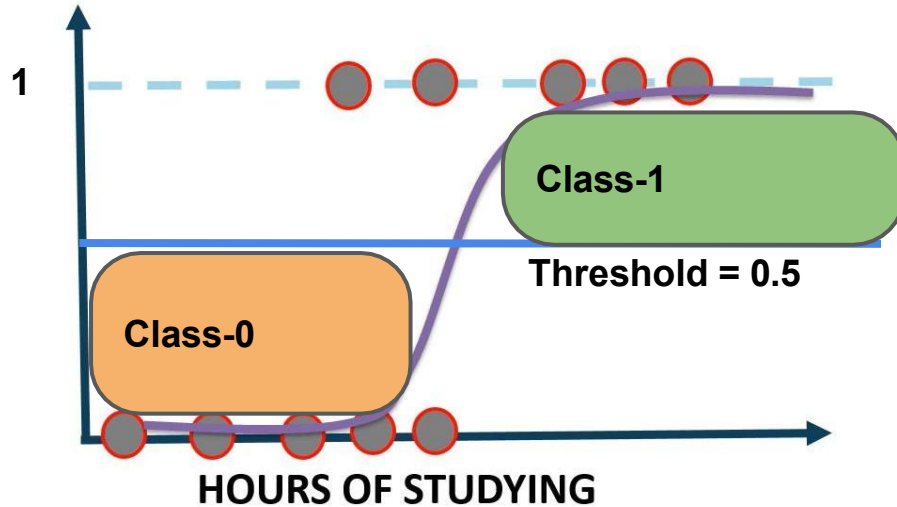 1
Class-1
Threshold = 0.5
Class-0
HOURS OF STUDYING